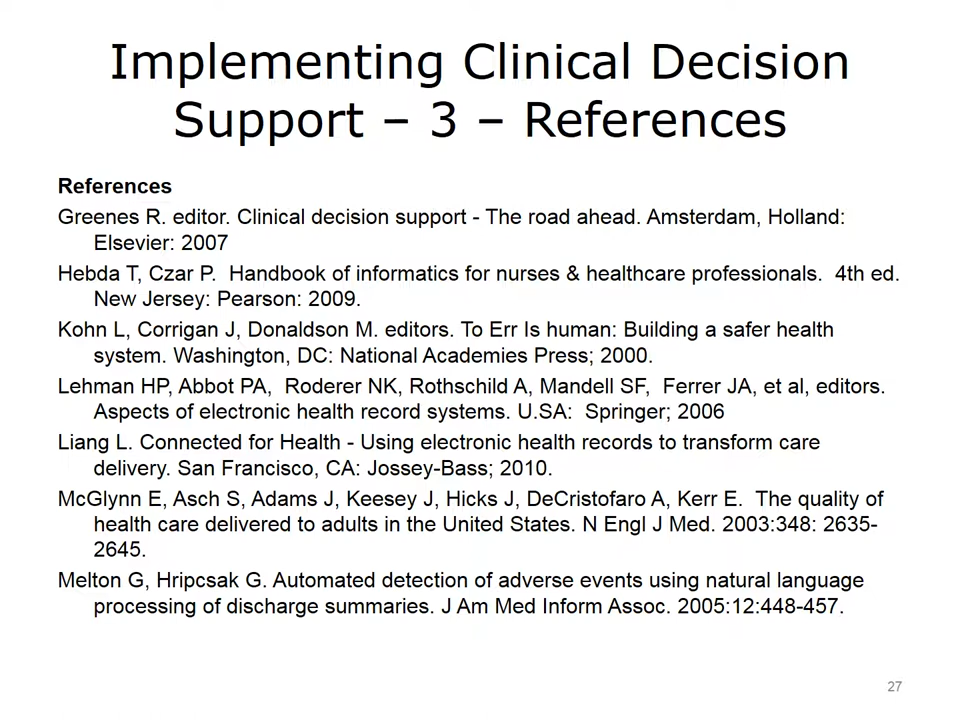 Implementing Clinical Decision
Support – 3 – References
References
Greenes R. editor. Clinical decision support - The road ahead. Amsterdam, Holland:
Elsevier: 2007
Hebda T, Czar P.  Handbook of informatics for nurses & healthcare professionals.  4th ed.
New Jersey: Pearson: 2009.
Kohn L, Corrigan J, Donaldson M. editors. To Err Is human: Building a safer health
system. Washington, DC: National Academies Press; 2000.
Lehman HP, Abbot PA,  Roderer NK, Rothschild A, Mandell SF,  Ferrer JA, et al, editors.
Aspects of electronic health record systems. U.SA:  Springer; 2006
Liang L. Connected for Health - Using electronic health records to transform care
delivery. San Francisco, CA: Jossey-Bass; 2010.
McGlynn E, Asch S, Adams J, Keesey J, Hicks J, DeCristofaro A, Kerr E.  The quality of
health care delivered to adults in the United States. N Engl J Med. 2003:348: 2635-
2645.
Melton G, Hripcsak G. Automated detection of adverse events using natural language
processing of discharge summaries. J Am Med Inform Assoc. 2005:12:448-457.
27